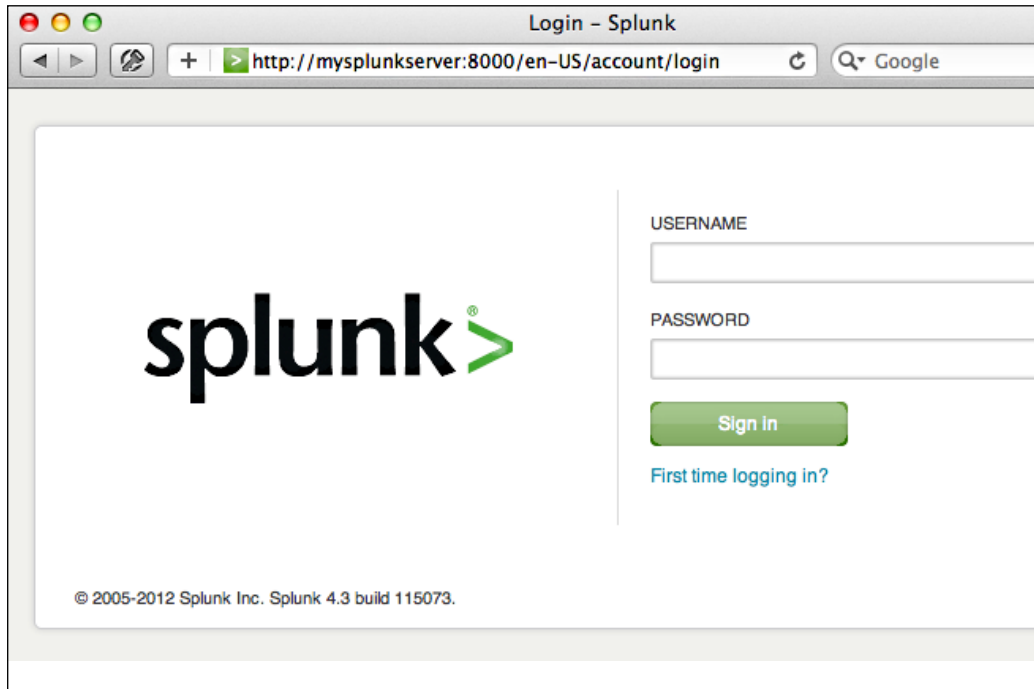 Login – Splunk
+ http://mysplunkserver:8000/en-US/account/login Google
splunk>®
USERNAME
PASSWORD
Sign in
First time logging in?
© 2005-2012 Splunk Inc. Splunk 4.3 build 115073.